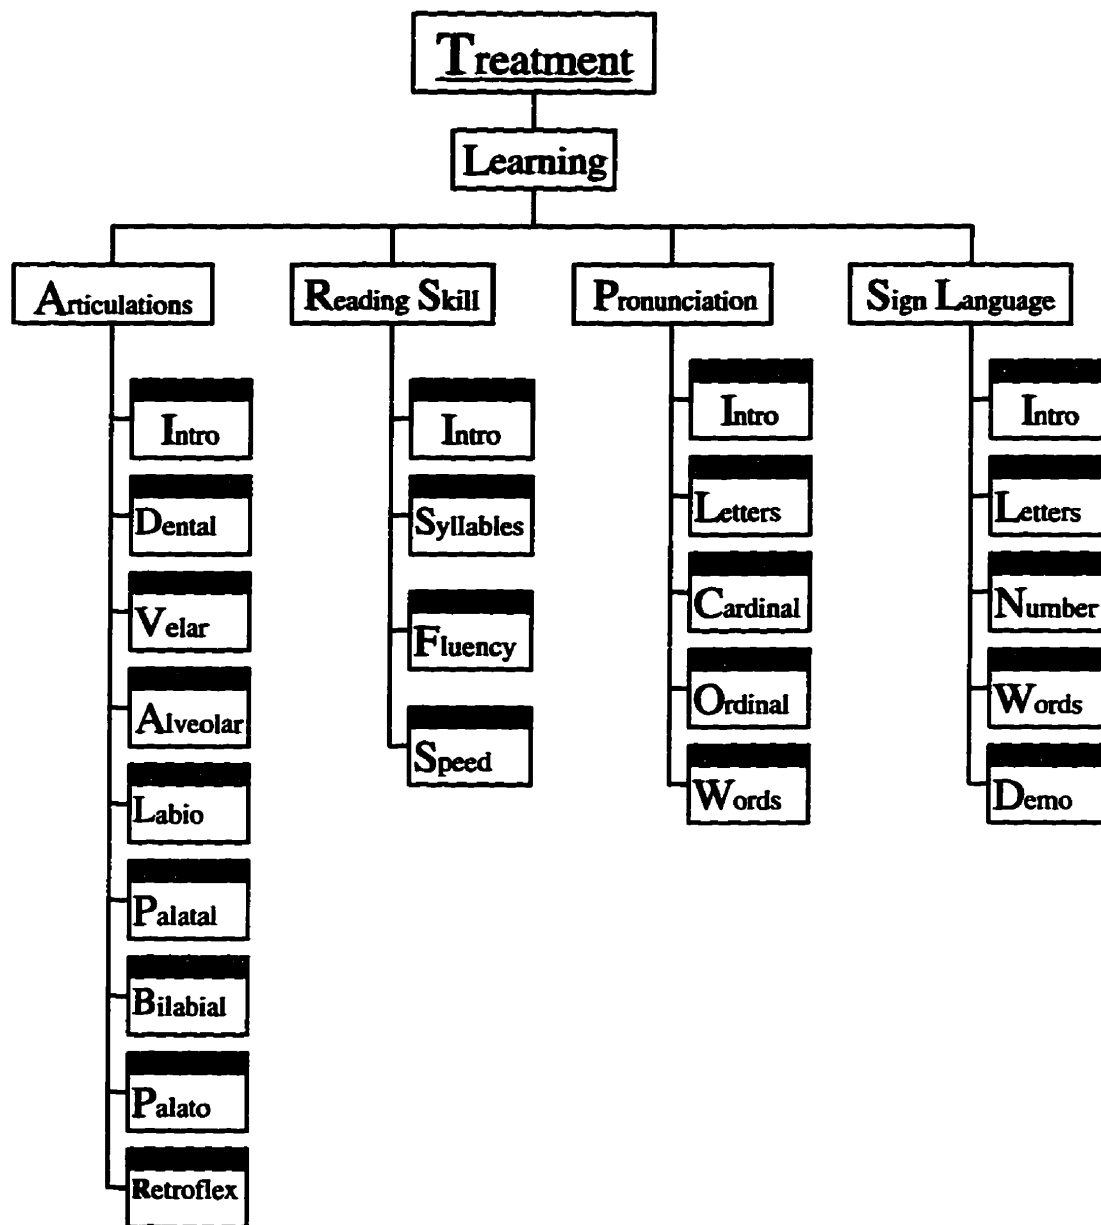 Treatment
Learning
Articulations
Intro
Dental
Velar
Alveolar
Labio
Palatal
Bilabial
Palato
Retroflex
Reading Skill
Intro
Syllables
Fluency
Speed
Pronunciation
Intro
Letters
Cardinal
Ordinal
Words
Sign Language
Intro
Letters
Number
Words
Demo